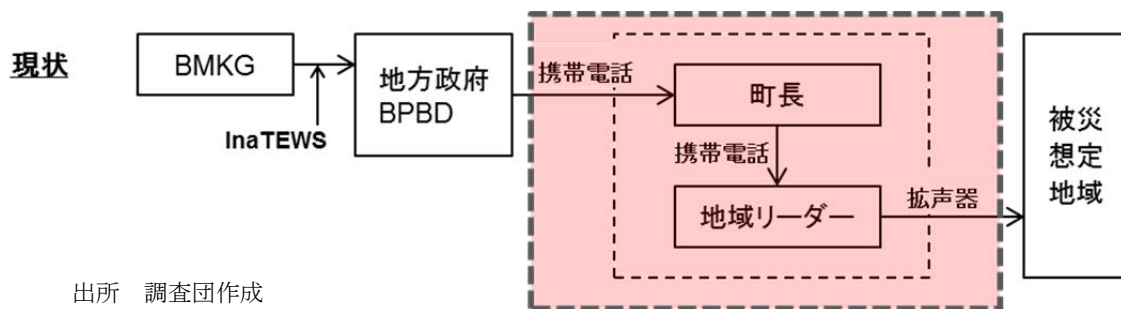 現状
BMKG
InaTEWS
地方政府
BPBD
携帯電話
町長
携帯電話
地域リーダー
拡声器
被災
想定
地域
出所　調査団作成